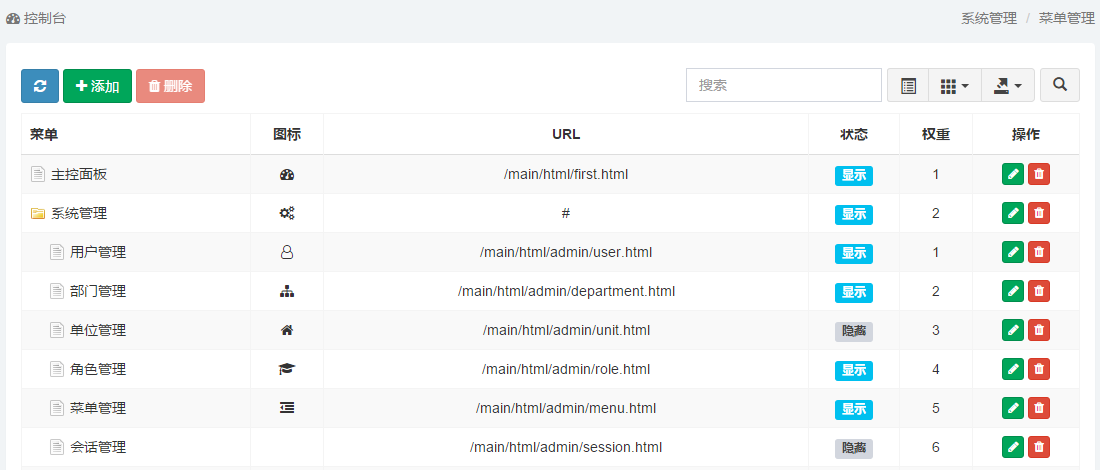 控制台 系统管理 / 菜单管理
添加 删除 搜索
菜单 图标 URL 状态 权重 操作
主控面板 /main/html/first.html 显示 1
系统管理 # 显示 2
用户管理 /main/html/admin/user.html 显示 1
部门管理 /main/html/admin/department.html 显示 2
单位管理 /main/html/admin/unit.html 隐藏 3
角色管理 /main/html/admin/role.html 显示 4
菜单管理 /main/html/admin/menu.html 显示 5
会话管理 /main/html/admin/session.html 隐藏 6